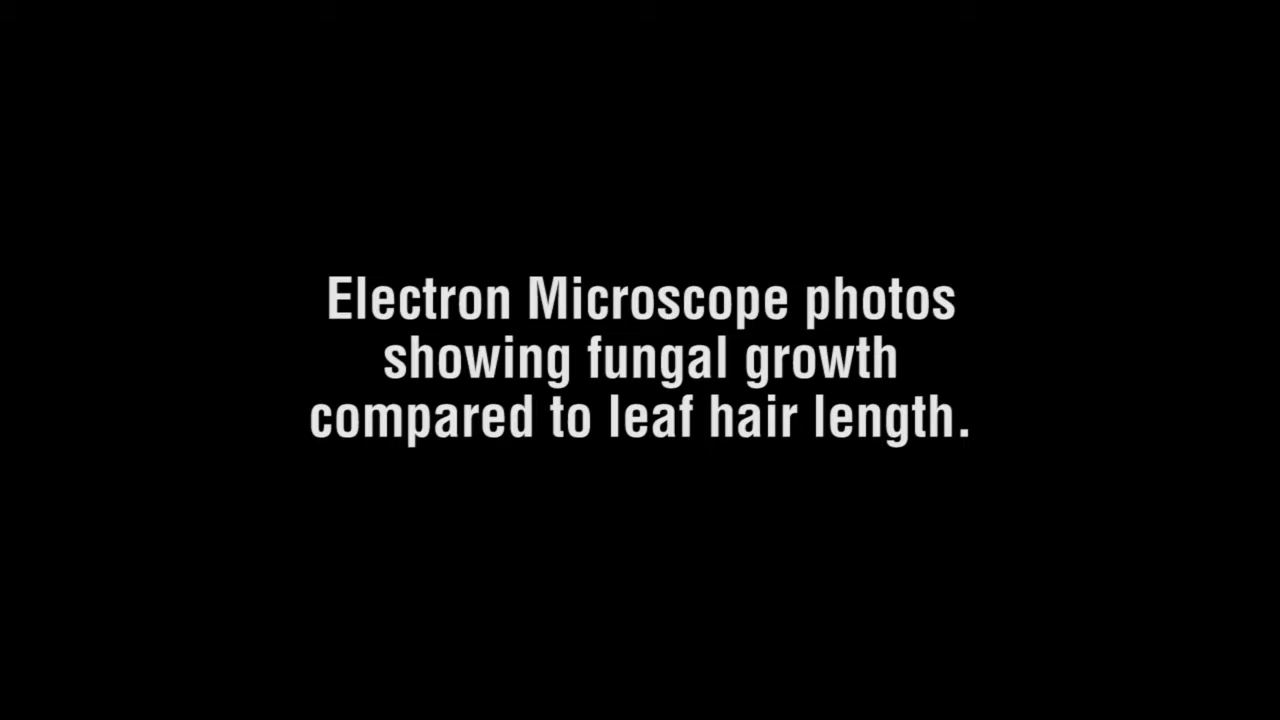 Electron Microscope photos
showing fungal growth
compared to leaf hair length.